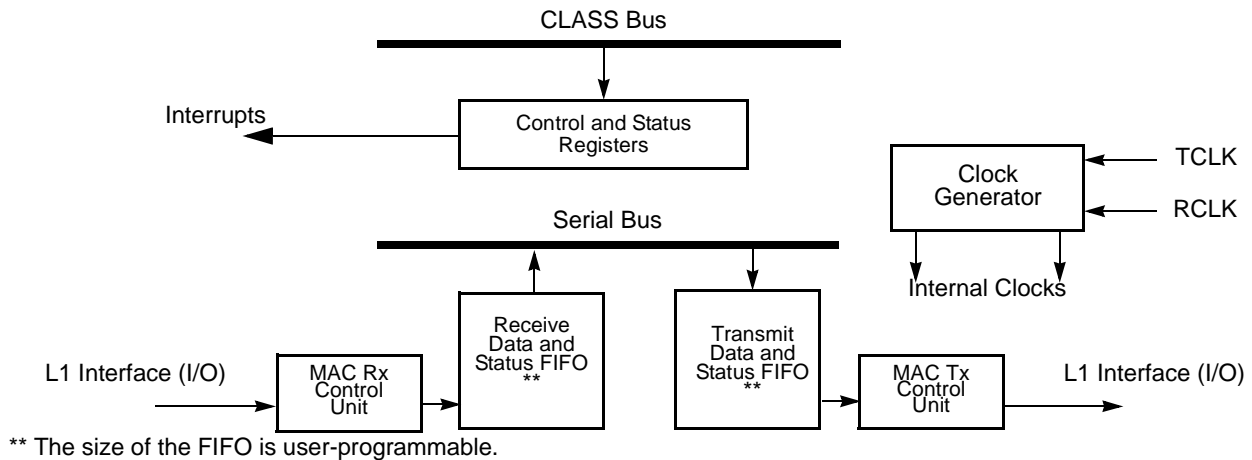 CLASS Bus
Interrupts
Control and Status
Registers
TCLK
Clock
Generator
RCLK
Serial Bus
Internal Clocks
Receive
Data and
Status FIFO
**
Transmit
Data and
Status FIFO
**
L1 Interface (I/O)
MAC Rx
Control
Unit
MAC Tx
Control
Unit
L1 Interface (I/O)
** The size of the FIFO is user-programmable.